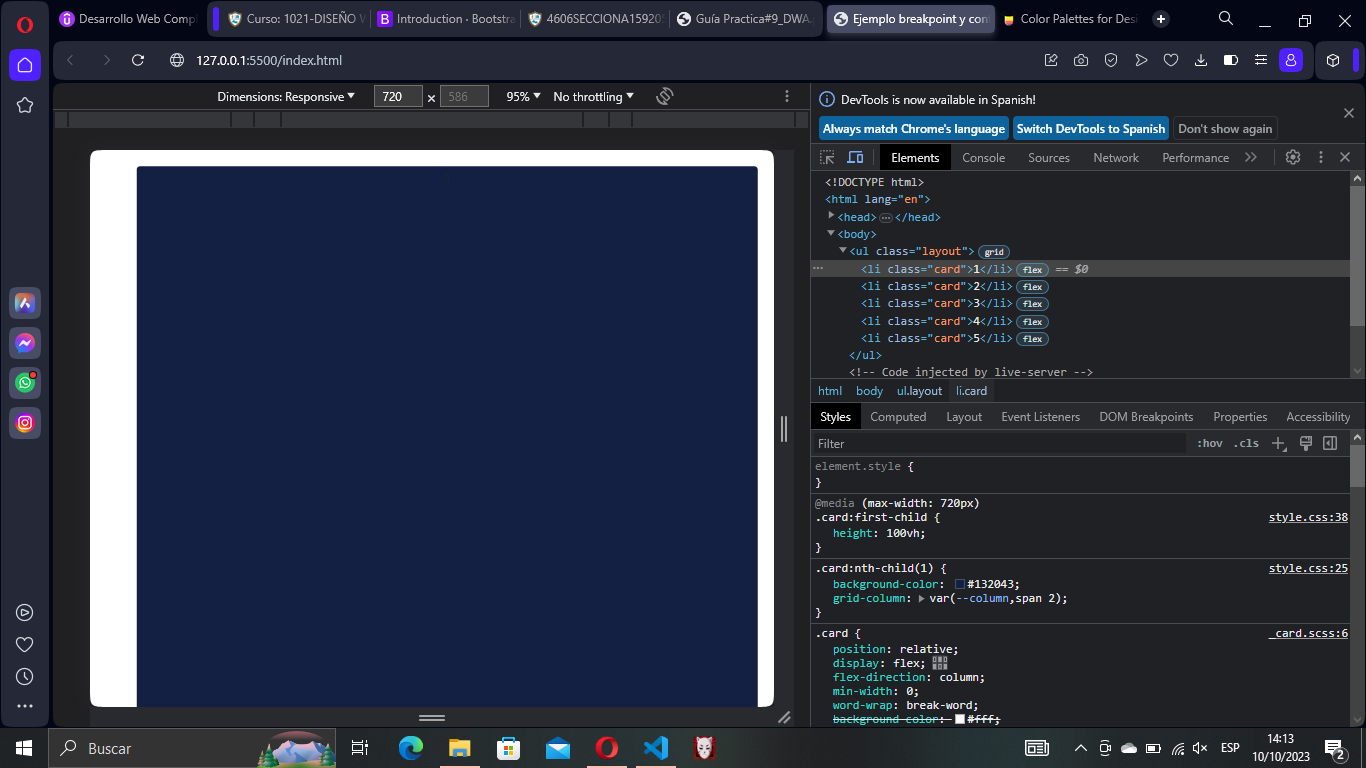 Desarrollo Web Compl
Curso: 1021-DISEÑO W
Introduction · Bootstra
4606SECCIONA15920
Guía Practica#9_DWA.
Ejemplo breakpoint y con
Color Palettes for Desi
127.0.0.1:5500/index.html
Dimensions: Responsive 720 × 586 95% No throttling
DevTools is now available in Spanish!
Always match Chrome's language Switch DevTools to Spanish Don't show again
Elements Console Sources Network Performance
<!DOCTYPE html>
<html lang="en">
<head> ··· </head>
<body>
<ul class="layout"> grid
··· <li class="card">1</li> flex == $0
<li class="card">2</li> flex
<li class="card">3</li> flex
<li class="card">4</li> flex
<li class="card">5</li> flex
</ul>
<!-- Code injected by live-server -->
html body ul.layout li.card
Styles Computed Layout Event Listeners DOM Breakpoints Properties Accessibility
Filter :hov .cls
element.style {
}
@media (max-width: 720px)
.card:first-child { style.css:38
height: 100vh;
}
.card:nth-child(1) { style.css:25
background-color: #132043;
grid-column: var(--column,span 2);
}
.card { _card.scss:6
position: relative;
display: flex;
flex-direction: column;
min-width: 0;
word-wrap: break-word;
background-color: #fff;
Buscar
ESP
14:13
10/10/2023
2